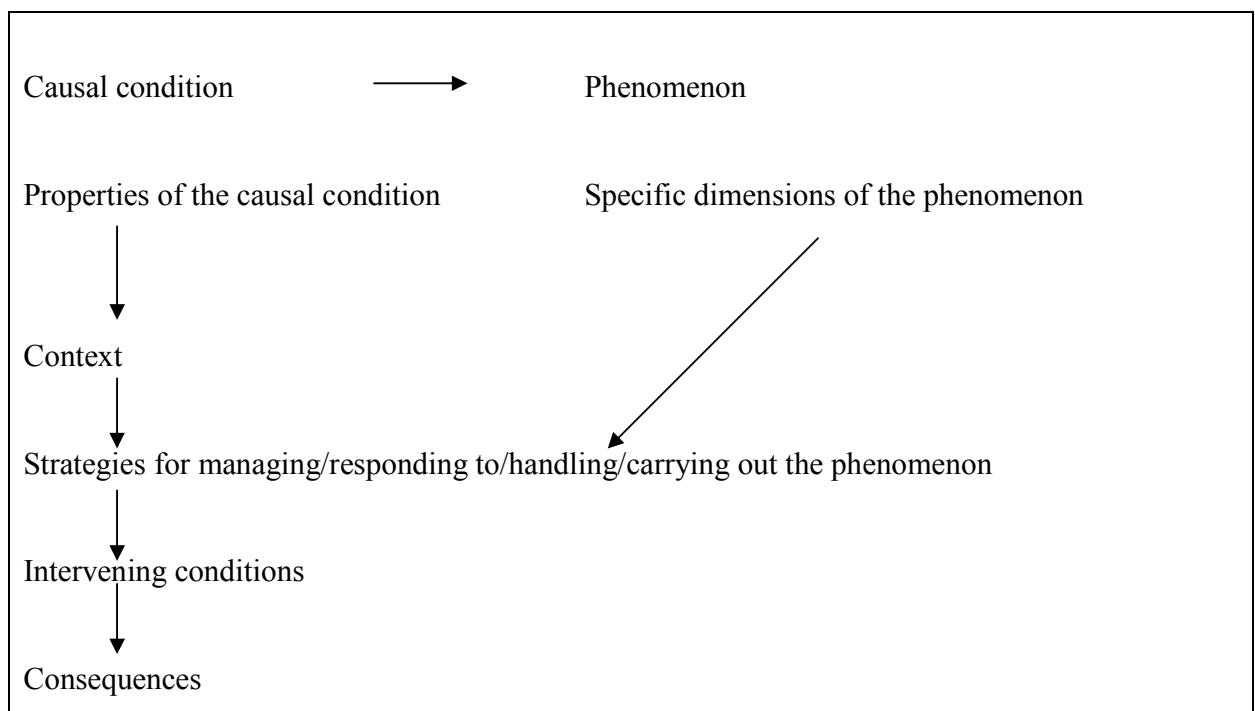 Causal condition Phenomenon
Properties of the causal condition Specific dimensions of the phenomenon
Context
Strategies for managing/responding to/handling/carrying out the phenomenon
Intervening conditions
Consequences